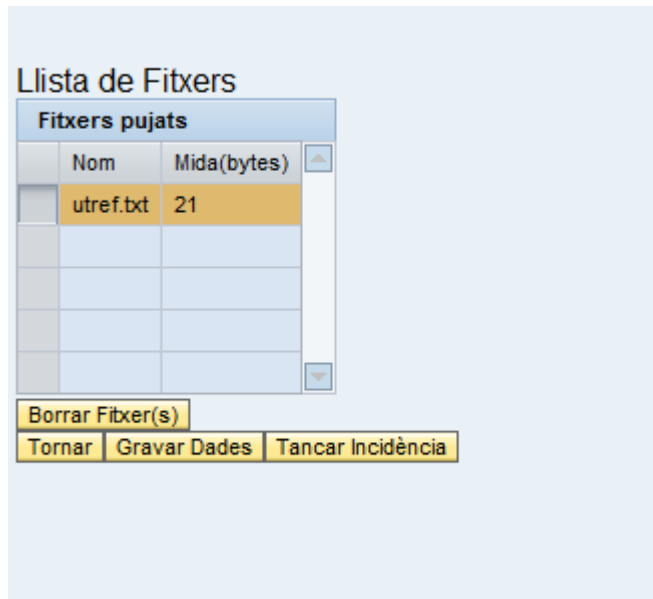 Llista de Fitxers
Fitxers pujats
Nom Mida(bytes)
utref.txt 21
Borrar Fitxer(s)
Tornar Gravar Dades Tancar Incidència